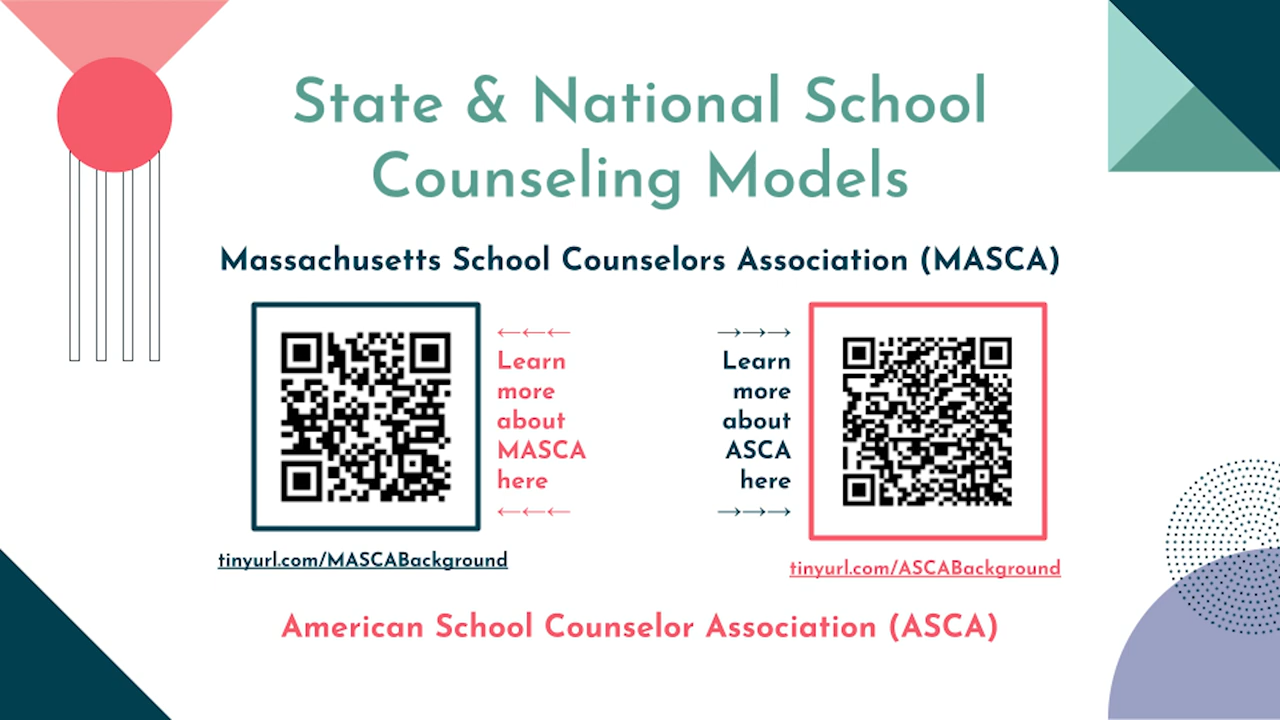 State & National School
Counseling Models
Massachusetts School Counselors Association (MASCA)
←←←
Learn
more
about
MASCA
here
←←←
→→→
Learn
more
about
ASCA
here
→→→
tinyurl.com/MASCABackground
tinyurl.com/ASCABackground
American School Counselor Association (ASCA)